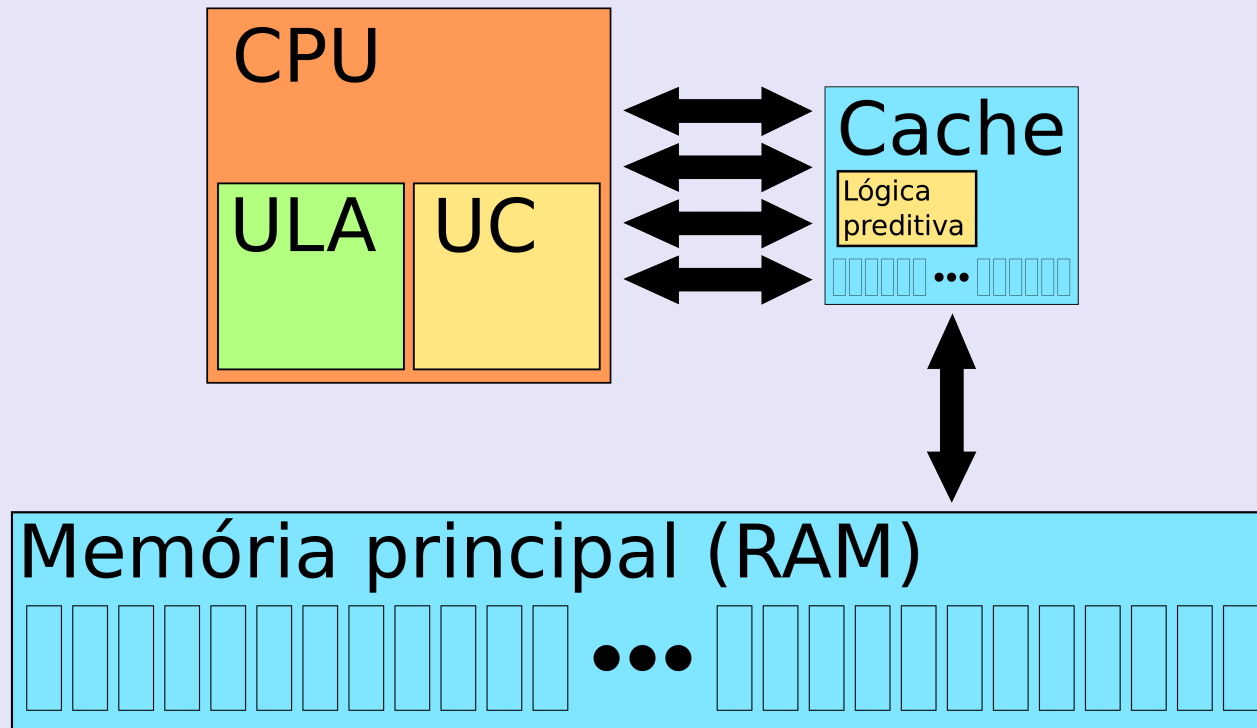 CPU
ULA
UC
Cache
Lógica
preditiva
Memória principal (RAM)